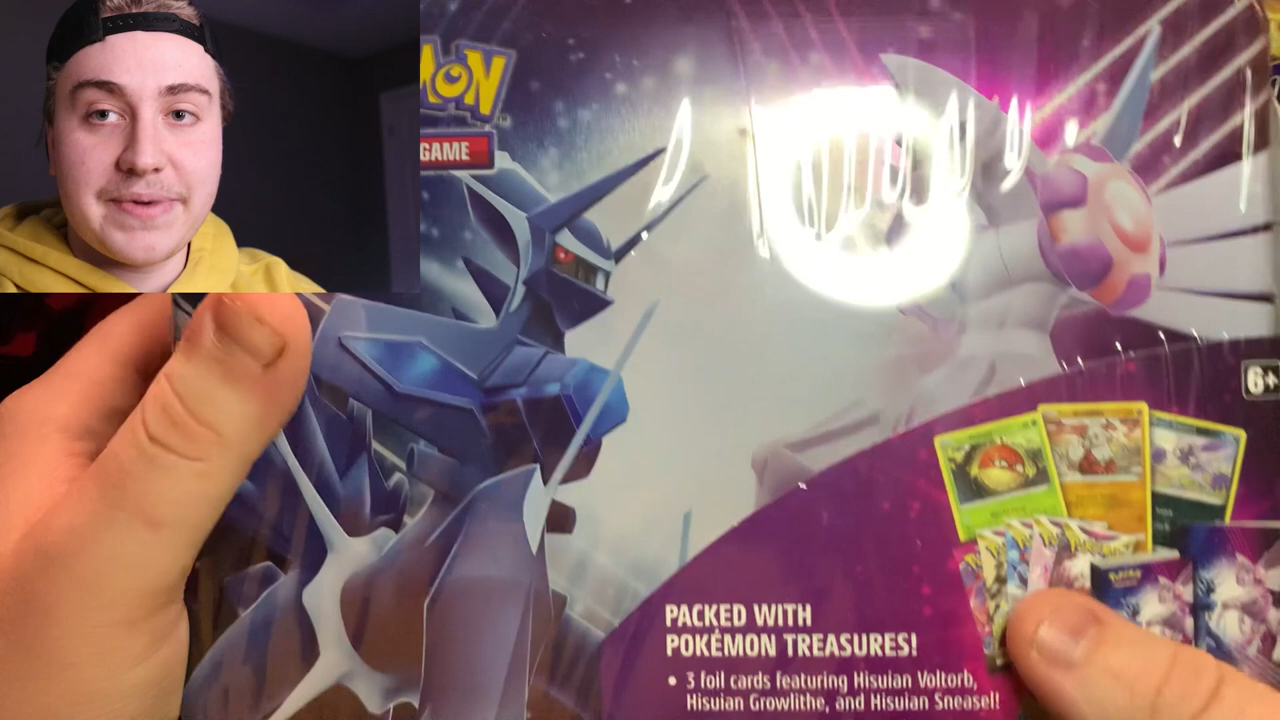 MON
GAME
6+
PACKED WITH
POKÉMON TREASURES!
• 3 foil cards featuring Hisuian Voltorb,
Hisuian Growlithe, and Hisuian Sneasel!